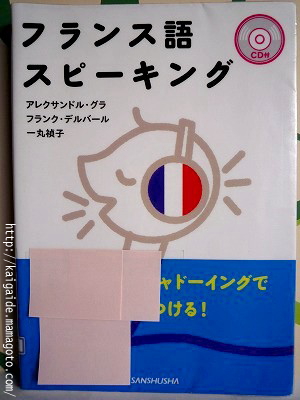 フランス語
スピーキング
CD付
アレクサンドル・グラ
フランク・デルバール
一丸禎子
ャドーイングで
つける!
SANSHUSHA
http://kaigaide.mamagoto.com/